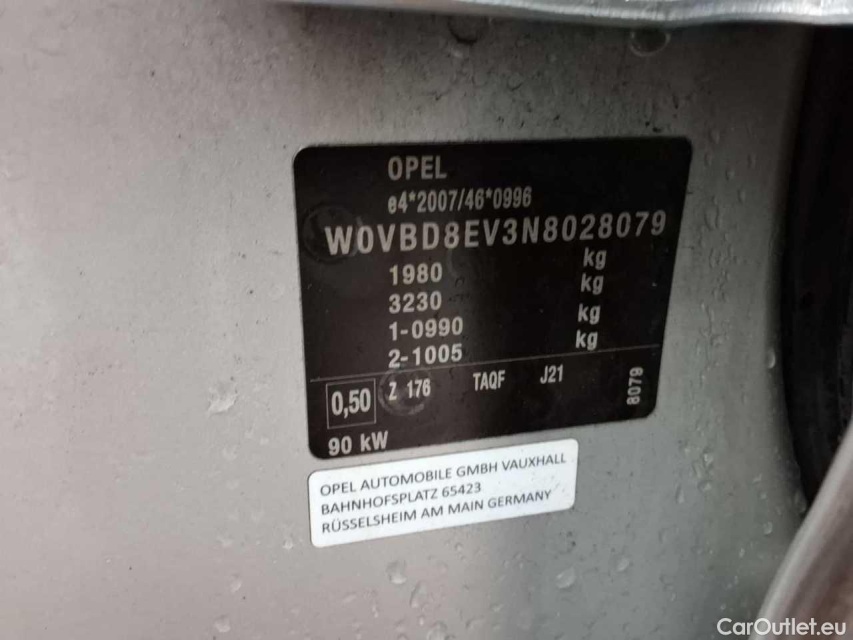 OPEL
e4*2007/46*0996
W0VBD8EV3N8028079
1980 kg
3230 kg
1-0990 kg
2-1005 kg
0,50 Z 176 TAQF J21 8079
90 kW
OPEL AUTOMOBILE GMBH VAUXHALL
BAHNHOFSPLATZ 65423
RÜSSELSHEIM AM MAIN GERMANY
CarOutlet.eu